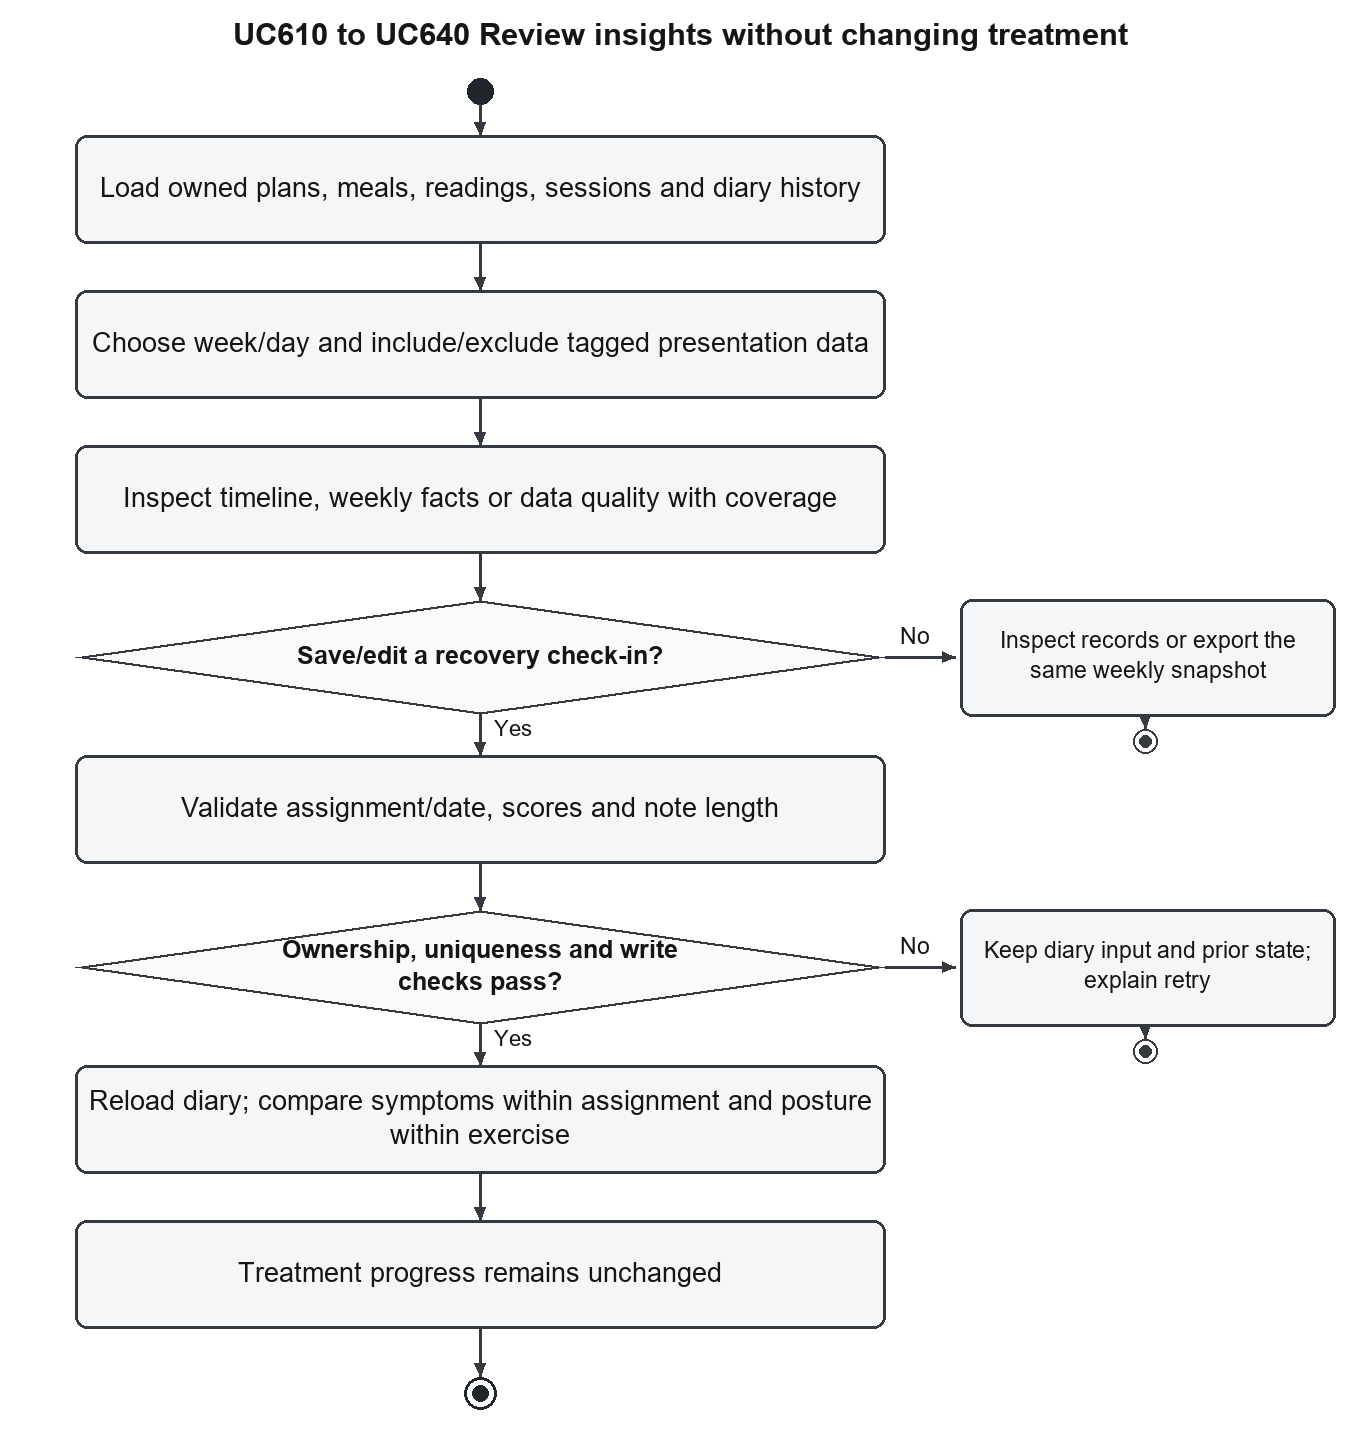 UC610 to UC640 Review insights without changing treatment
Load owned plans, meals, readings, sessions and diary history
Choose week/day and include/exclude tagged presentation data
Inspect timeline, weekly facts or data quality with coverage
Save/edit a recovery check-in?
No
Inspect records or export the
same weekly snapshot
Yes
Validate assignment/date, scores and note length
Ownership, uniqueness and write
checks pass?
No
Keep diary input and prior state;
explain retry
Yes
Reload diary; compare symptoms within assignment and posture
within exercise
Treatment progress remains unchanged